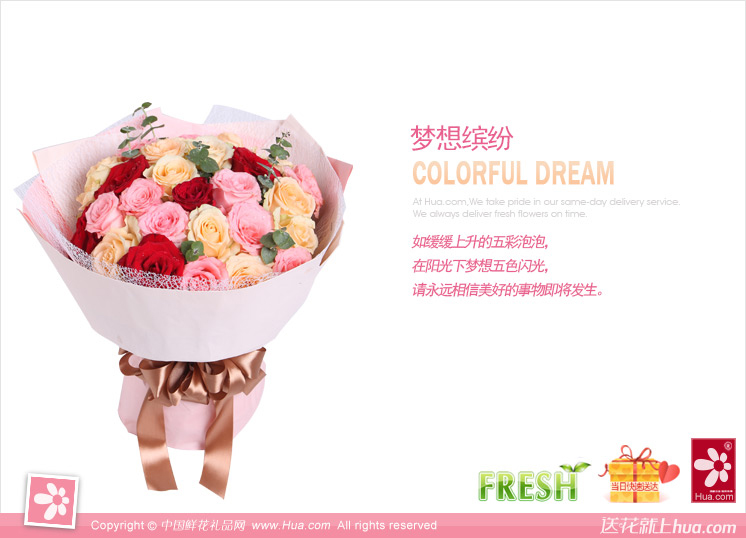 梦想缤纷
COLORFUL DREAM
At Hua.com,We take pride in our same-day delivery service.
We always deliver fresh flowers on time.
如缓缓上升的五彩泡泡，
在阳光下梦想五色闪光，
请永远相信美好的事物即将发生。
FRESH
当日快速送达
Hua.com
Copyright © 中国鲜花礼品网 www.Hua.com All rights reserved
送花就上hua.com